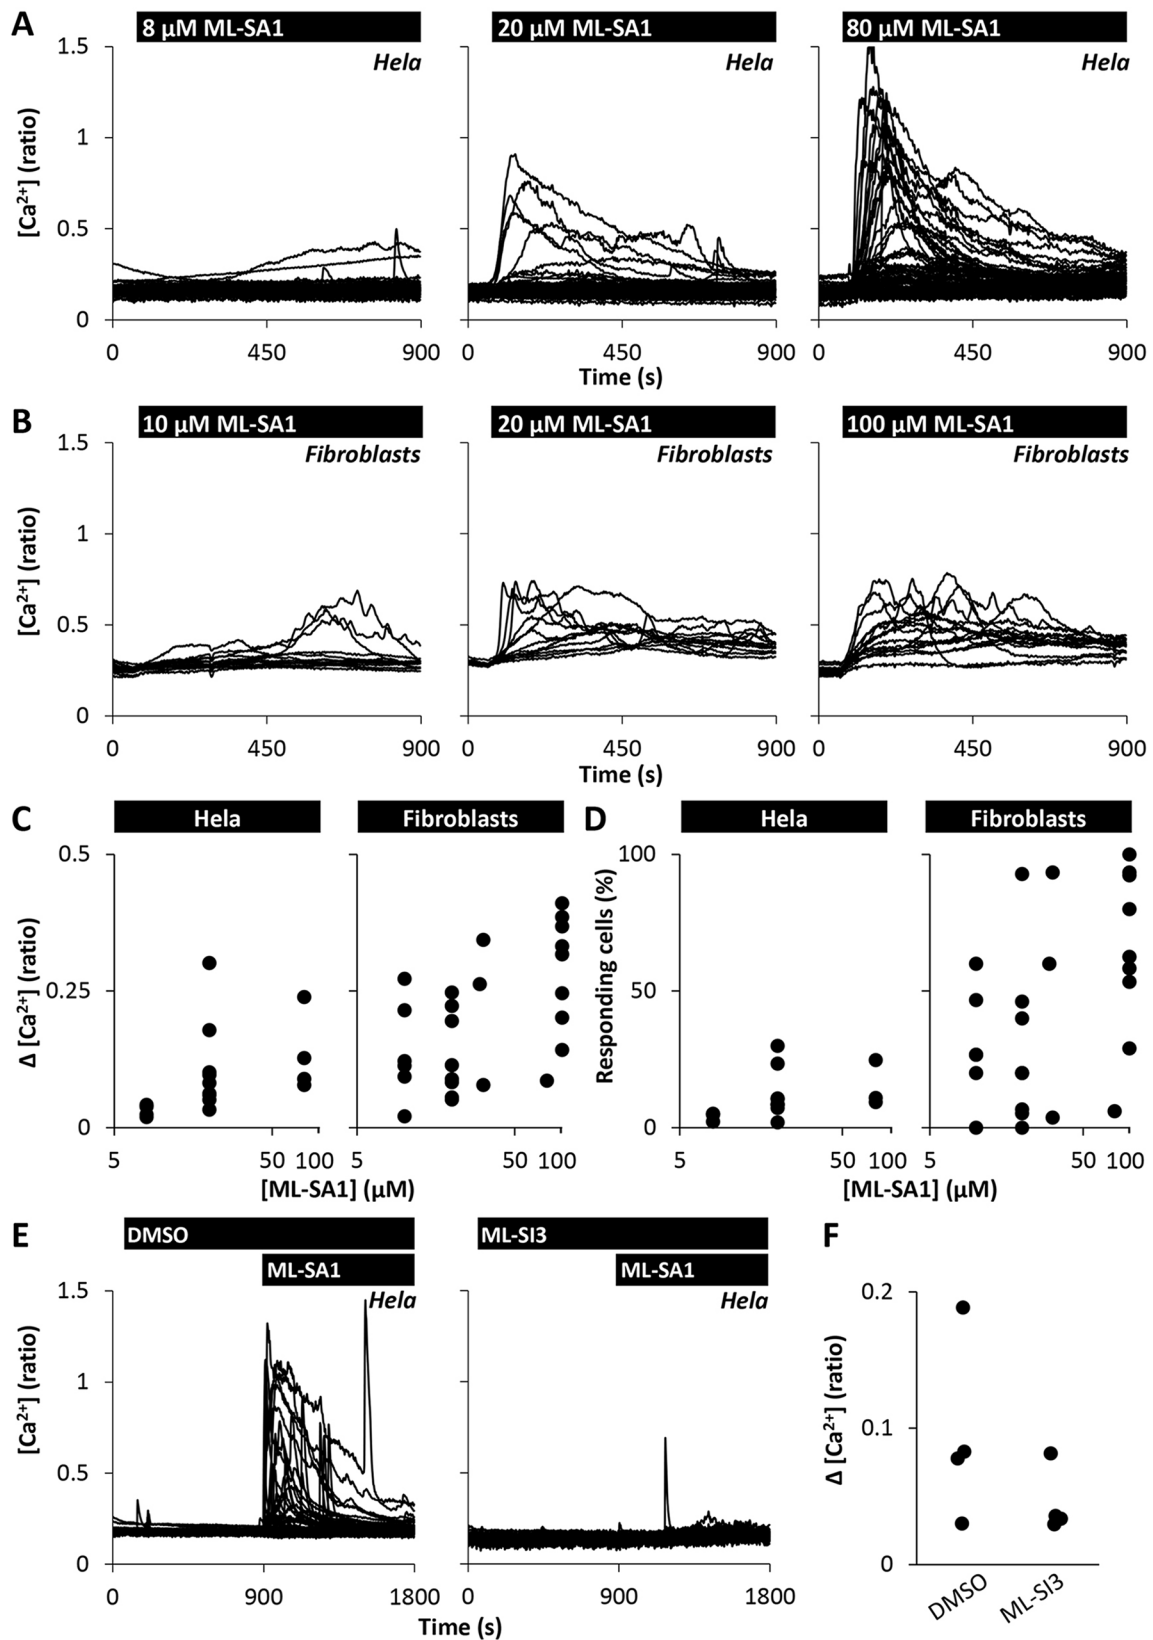 A
8 µM ML-SA1
20 µM ML-SA1
80 µM ML-SA1
Hela
Hela
Hela
[Ca²⁺] (ratio)
1.5
1
0.5
0
0
450
900
0
450
900
0
450
900
Time (s)
B
10 µM ML-SA1
20 µM ML-SA1
100 µM ML-SA1
Fibroblasts
Fibroblasts
Fibroblasts
[Ca²⁺] (ratio)
1.5
1
0.5
0
0
450
900
0
450
900
0
450
900
Time (s)
C
Hela
Fibroblasts
Δ [Ca²⁺] (ratio)
0.5
0.25
0
5
50
100
5
50
100
[ML-SA1] (µM)
D
Hela
Fibroblasts
Responding cells (%)
100
50
0
5
50
100
5
50
100
[ML-SA1] (µM)
E
DMSO
ML-SA1
Hela
ML-SI3
ML-SA1
Hela
[Ca²⁺] (ratio)
1.5
1
0.5
0
0
900
1800
0
900
1800
Time (s)
F
Δ [Ca²⁺] (ratio)
0.2
0.1
0
DMSO
ML-SI3